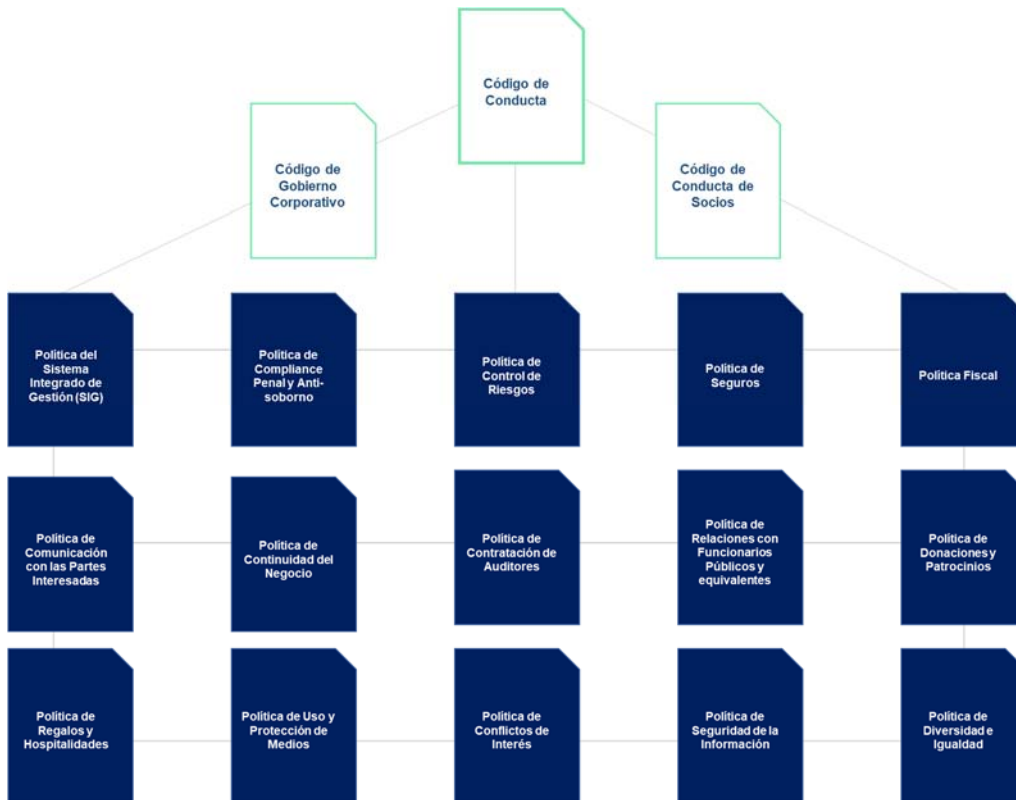 Código de
Conducta
Código de
Gobierno
Corporativo
Código de
Conducta de
Socios
Política del
Sistema
Integrado de
Gestión (SIG)
Política de
Compliance
Penal y Anti-
soborno
Política de
Control de
Riesgos
Política de
Seguros
Política Fiscal
Política de
Comunicación
con las Partes
Interesadas
Política de
Continuidad del
Negocio
Política de
Contratación de
Auditores
Política de
Relaciones con
Funcionarios
Públicos y
equivalentes
Política de
Donaciones y
Patrocinios
Política de
Regalos y
Hospitalidades
Política de Uso y
Protección de
Medios
Política de
Conflictos de
Interés
Política de
Seguridad de la
Información
Política de
Diversidad e
Igualdad